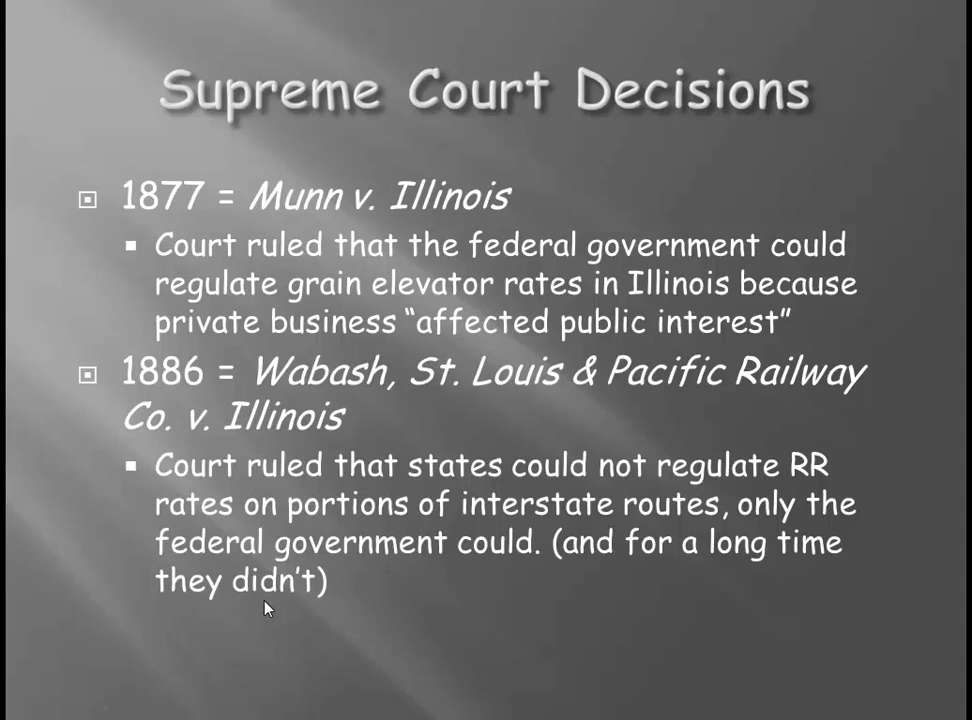 Supreme Court Decisions
1877 = Munn v. Illinois
Court ruled that the federal government could
regulate grain elevator rates in Illinois because
private business “affected public interest”
1886 = Wabash, St. Louis & Pacific Railway
Co. v. Illinois
Court ruled that states could not regulate RR
rates on portions of interstate routes, only the
federal government could. (and for a long time
they didn’t)